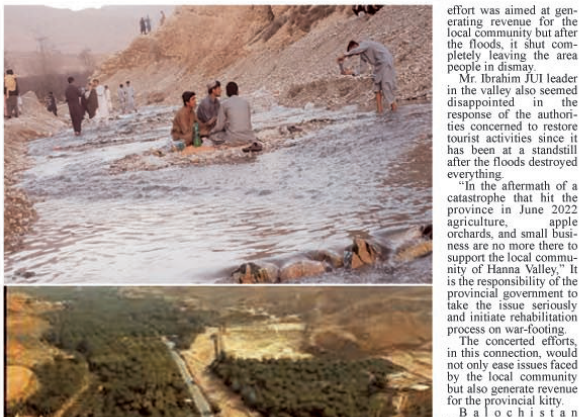 effort was aimed at gen-
erating revenue for the
local community but after
the floods, it shut com-
pletely leaving the area
people in dismay.
Mr. Ibrahim JUI leader
in the valley also seemed
disappointed in the
response of the authori-
ties concerned to restore
tourist activities since it
has been at a standstill
after the floods destroyed
everything.
“In the aftermath of a
catastrophe that hit the
province in June 2022
agriculture, apple
orchards, and small busi-
ness are no more there to
support the local commu-
nity of Hanna Valley,” It
is the responsibility of the
provincial government to
take the issue seriously
and initiate rehabilitation
process on war-footing.
The concerted efforts,
in this connection, would
not only ease issues faced
by the local community
but also generate revenue
for the provincial kitty.
Balochistan